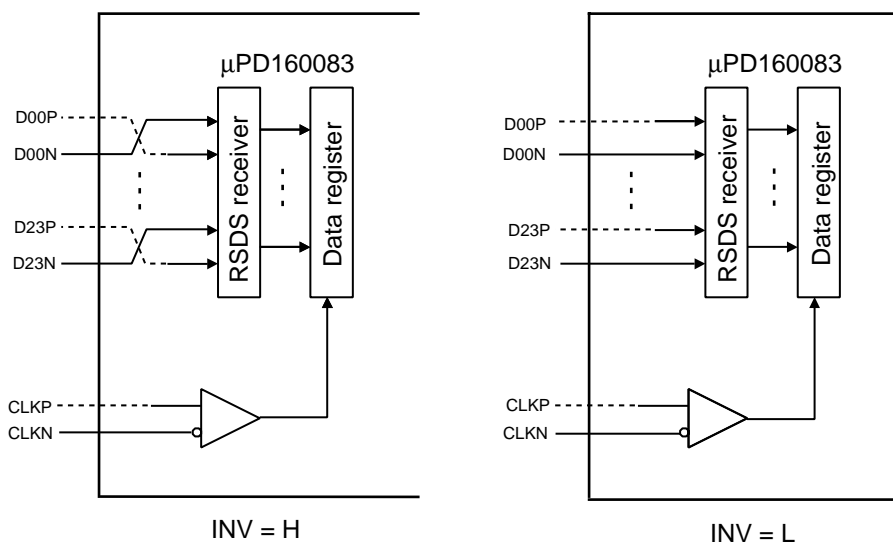 μPD160083
D00P
D00N
D23P
D23N
RSDS receiver
Data register
CLKP
CLKN
INV = H
μPD160083
D00P
D00N
D23P
D23N
RSDS receiver
Data register
CLKP
CLKN
INV = L